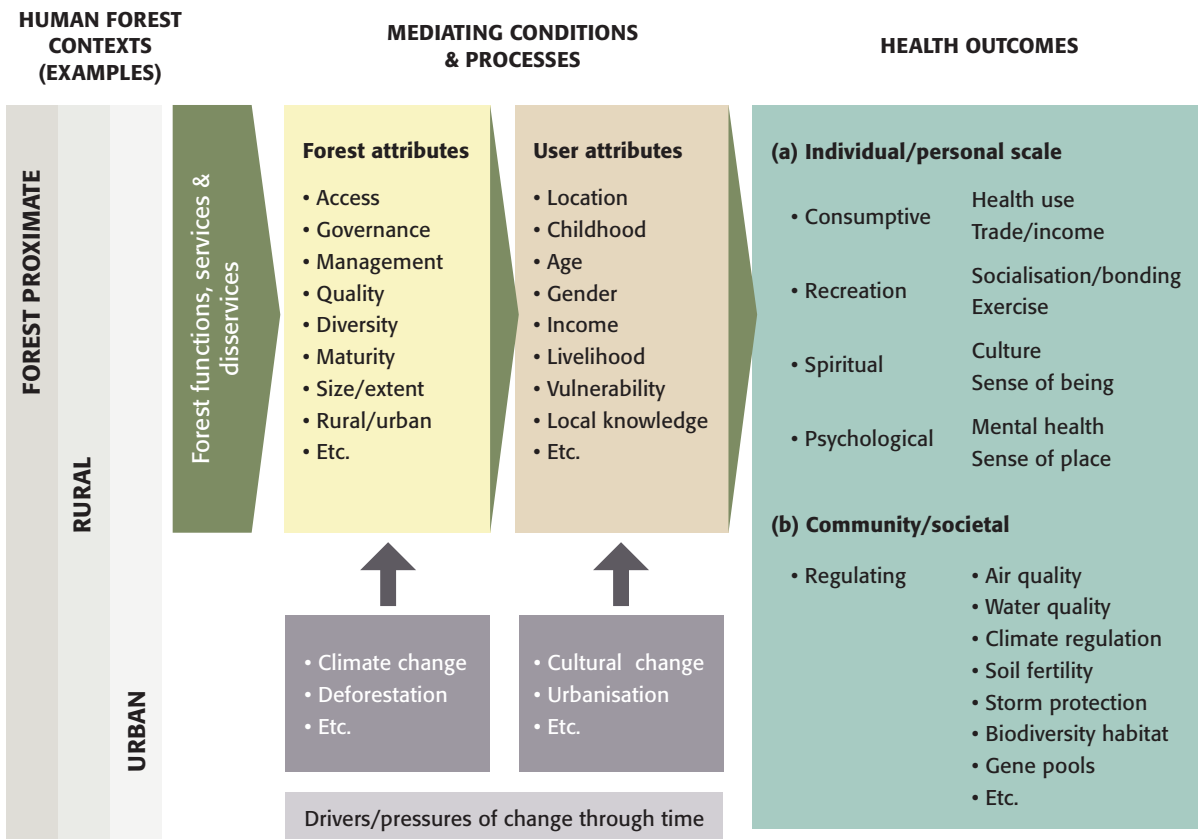 HUMAN FOREST
CONTEXTS
(EXAMPLES)
MEDIATING CONDITIONS
& PROCESSES
HEALTH OUTCOMES
FOREST PROXIMATE
RURAL
URBAN
Forest functions, services &
disservices
Forest attributes
• Access
• Governance
• Management
• Quality
• Diversity
• Maturity
• Size/extent
• Rural/urban
• Etc.
User attributes
• Location
• Childhood
• Age
• Gender
• Income
• Livelihood
• Vulnerability
• Local knowledge
• Etc.
• Climate change
• Deforestation
• Etc.
• Cultural change
• Urbanisation
• Etc.
Drivers/pressures of change through time
(a) Individual/personal scale
• Consumptive
Health use
Trade/income
• Recreation
Socialisation/bonding
Exercise
• Spiritual
Culture
Sense of being
• Psychological
Mental health
Sense of place
(b) Community/societal
• Regulating
• Air quality
• Water quality
• Climate regulation
• Soil fertility
• Storm protection
• Biodiversity habitat
• Gene pools
• Etc.